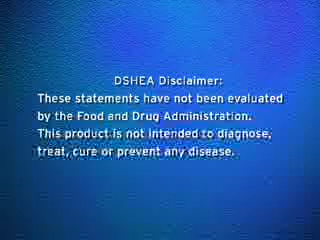 DSHEA Disclaimer:
These statements have not been evaluated
by the Food and Drug Administration.
This product is not intended to diagnose,
treat, cure or prevent any disease.